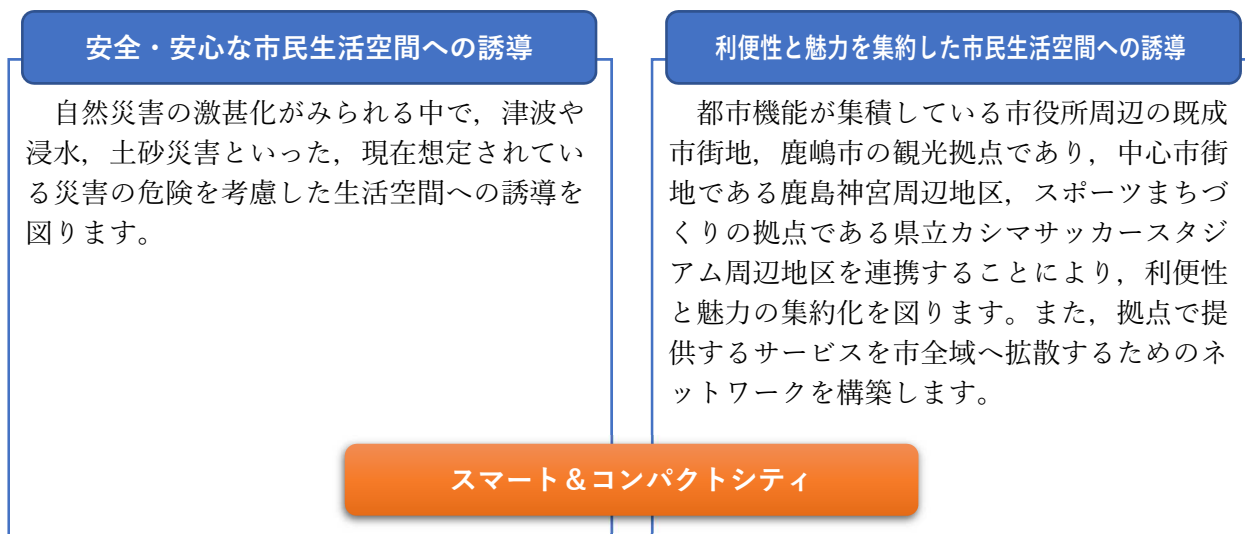 安全・安心な市民生活空間への誘導
　自然災害の激甚化がみられる中で，津波や
浸水，土砂災害といった，現在想定されてい
る災害の危険を考慮した生活空間への誘導を
図ります。
利便性と魅力を集約した市民生活空間への誘導
　都市機能が集積している市役所周辺の既成
市街地，鹿嶋市の観光拠点であり，中心市街
地である鹿島神宮周辺地区，スポーツまちづ
くりの拠点である県立カシマサッカースタジ
アム周辺地区を連携することにより，利便性
と魅力の集約化を図ります。また，拠点で提
供するサービスを市全域へ拡散するためのネ
ットワークを構築します。
スマート＆コンパクトシティ